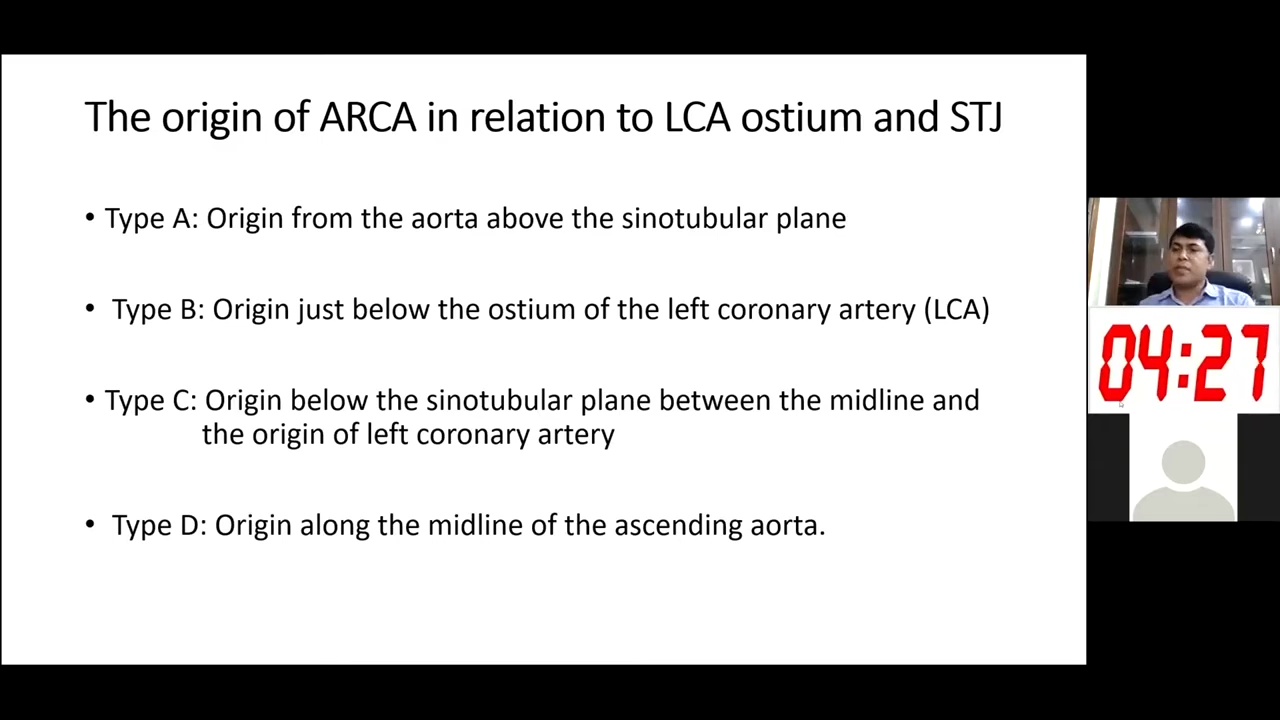 The origin of ARCA in relation to LCA ostium and STJ
• Type A: Origin from the aorta above the sinotubular plane
• Type B: Origin just below the ostium of the left coronary artery (LCA)
• Type C: Origin below the sinotubular plane between the midline and
the origin of left coronary artery
• Type D: Origin along the midline of the ascending aorta.
04:27